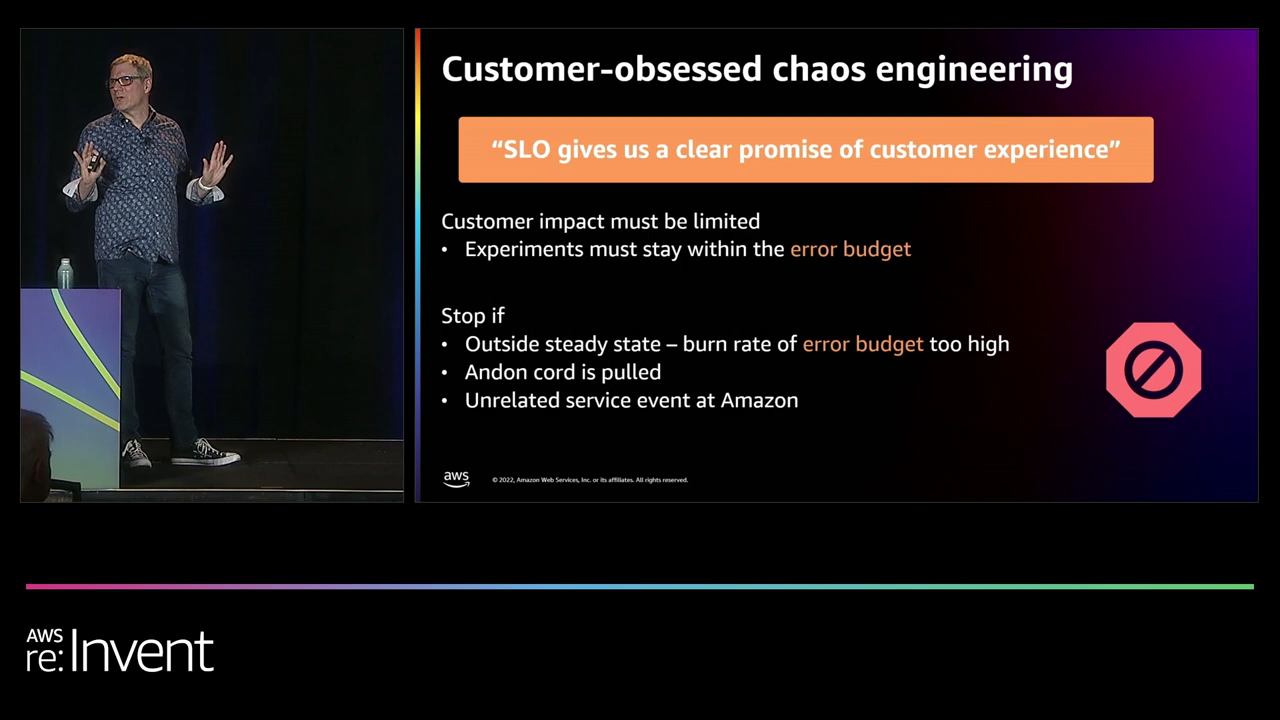 Customer-obsessed chaos engineering
“SLO gives us a clear promise of customer experience”
Customer impact must be limited
• Experiments must stay within the error budget
Stop if
• Outside steady state – burn rate of error budget too high
• Andon cord is pulled
• Unrelated service event at Amazon
aws
© 2022, Amazon Web Services, Inc. or its affiliates. All rights reserved.
AWS
re:Invent